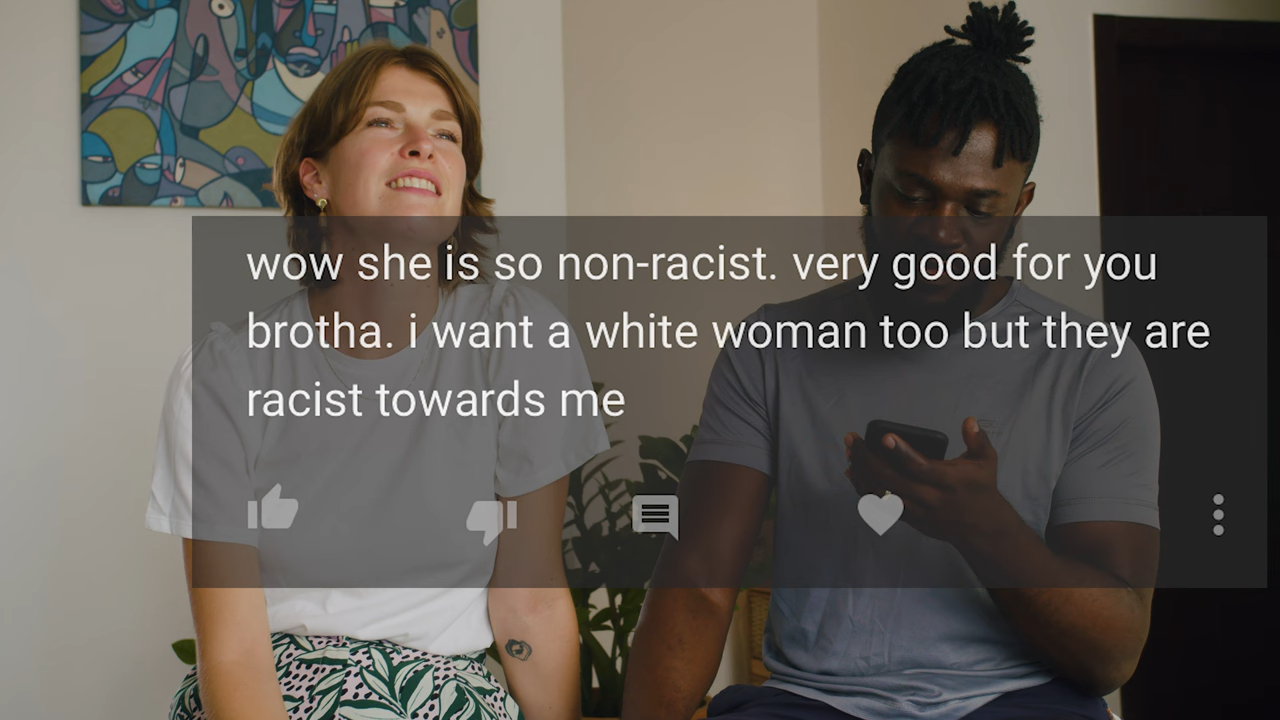 wow she is so non-racist. very good for you
brotha. i want a white woman too but they are
racist towards me